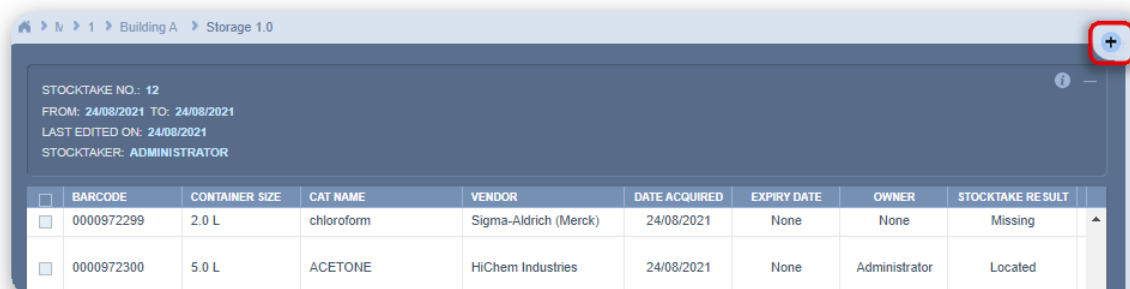 M 1 Building A Storage 1.0
STOCKTAKE NO.: 12
FROM: 24/08/2021 TO: 24/08/2021
LAST EDITED ON: 24/08/2021
STOCKTAKER: ADMINISTRATOR
BARCODE CONTAINER SIZE CAT NAME VENDOR DATE ACQUIRED EXPIRY DATE OWNER STOCKTAKE RESULT
0000972299 2.0 L chloroform Sigma-Aldrich (Merck) 24/08/2021 None None Missing
0000972300 5.0 L ACETONE HiChem Industries 24/08/2021 None Administrator Located